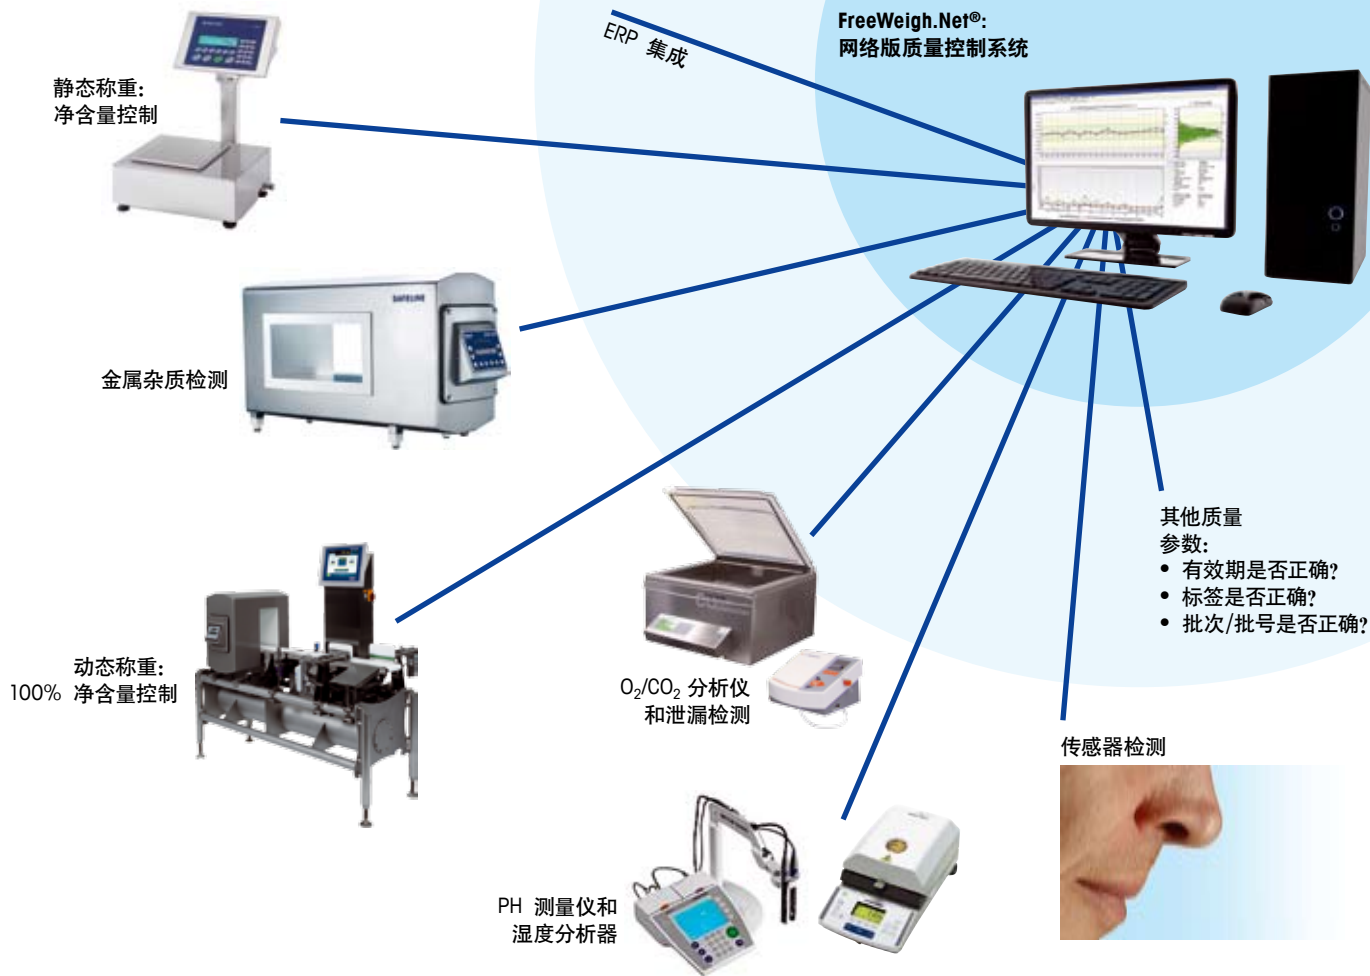 FreeWeigh.Net®:
网络版质量控制系统
ERP 集成
静态称重：
净含量控制
SAFELINE
金属杂质检测
动态称重：
100% 净含量控制
O₂/CO₂ 分析仪
和泄漏检测
PH 测量仪和
湿度分析器
其他质量
参数：
• 有效期是否正确?
• 标签是否正确?
• 批次/批号是否正确?
传感器检测